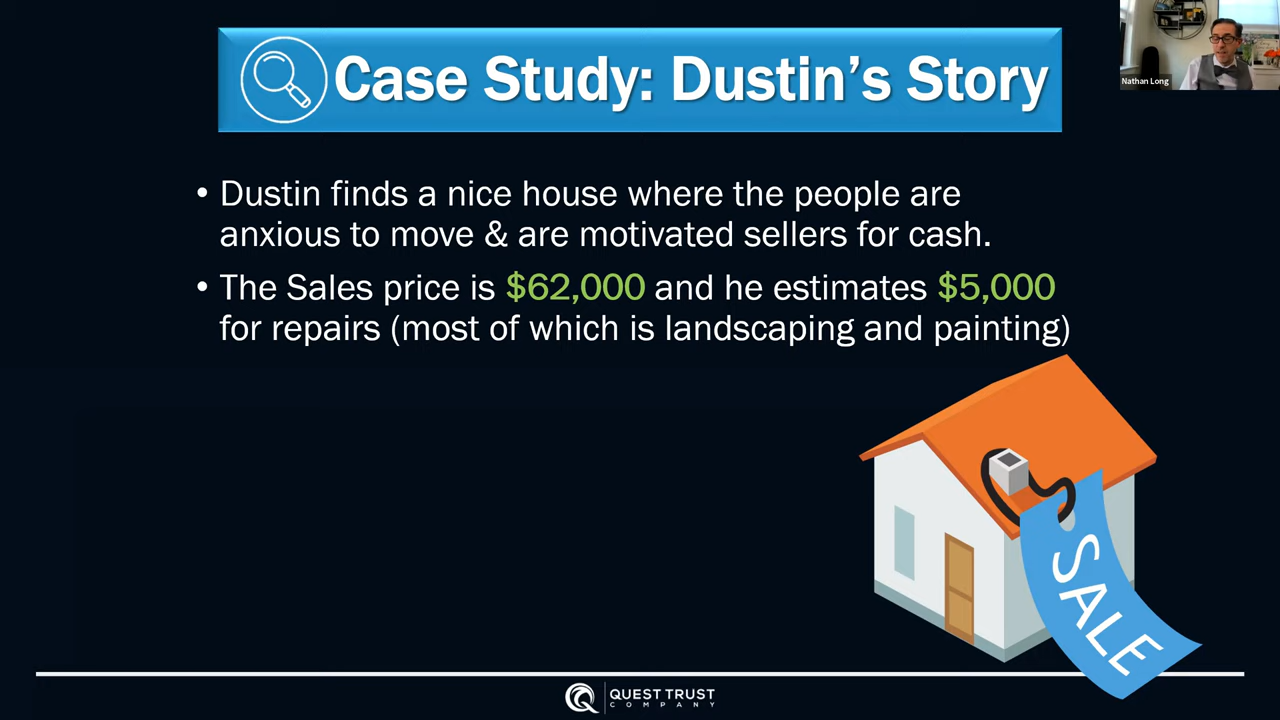 Case Study: Dustin's Story
Nathan Long
• Dustin finds a nice house where the people are
anxious to move & are motivated sellers for cash.
• The Sales price is $62,000 and he estimates $5,000
for repairs (most of which is landscaping and painting)
SALE
QUEST TRUST
COMPANY